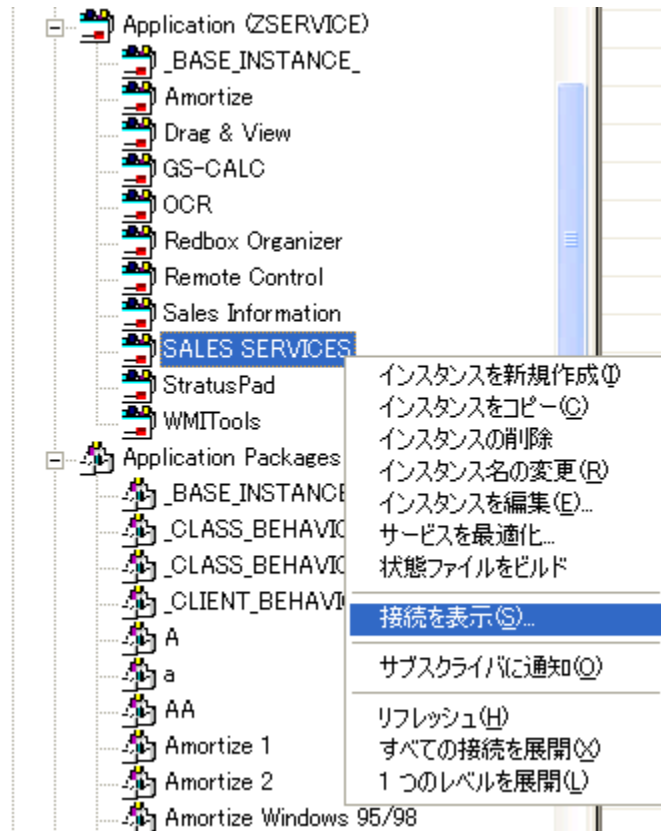 Application (ZSERVICE)
_BASE_INSTANCE_
Amortize
Drag & View
GS-CALC
OCR
Redbox Organizer
Remote Control
Sales Information
SALES SERVICES
StratusPad
WMITools
Application Packages
_BASE_INSTANCE
_CLASS_BEHAVIO
_CLASS_BEHAVIO
_CLIENT_BEHAVI
A
a
AA
Amortize 1
Amortize 2
Amortize Windows 95/98
インスタンスを新規作成(I)
インスタンスをコピー(C)
インスタンスの削除
インスタンス名の変更(R)
インスタンスを編集(E)...
サービスを最適化...
状態ファイルをビルド
接続を表示(S)...
サブスクライバに通知(O)
リフレッシュ(H)
すべての接続を展開(X)
1 つのレベルを展開(L)